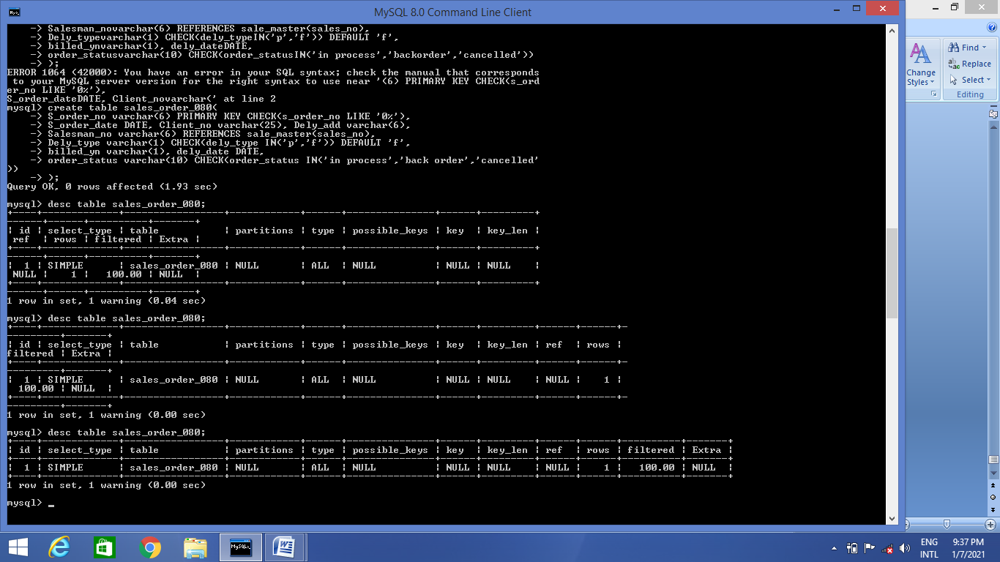 MySQL 8.0 Command Line Client
-> Salesman_novarchar(6) REFERENCES sale_master(sales_no),
-> Dely_typevarchar(1) CHECK(dely_typeIN('p','f')) DEFAULT 'f',
-> billed_ynvarchar(1), dely_dateDATE,
-> order_statusvarchar(10) CHECK(order_statusIN('in process','backorder','cancelled'))
-> );
ERROR 1064 (42000): You have an error in your SQL syntax; check the manual that corresponds
to your MySQL server version for the right syntax to use near '(6) PRIMARY KEY CHECK(s_ord
er_no LIKE '0%'),
S_order_dateDATE, Client_novarchar(' at line 2
mysql> create table sales_order_080(
-> S_order_no varchar(6) PRIMARY KEY CHECK(s_order_no LIKE '0%'),
-> S_order_date DATE, Client_no varchar(25), Dely_add varchar(6),
-> Salesman_no varchar(6) REFERENCES sale_master(sales_no),
-> Dely_type varchar(1) CHECK(dely_type IN('p','f')) DEFAULT 'f',
-> billed_yn varchar(1), dely_date DATE,
-> order_status varchar(10) CHECK(order_status IN('in process','back order','cancelled'
))
-> );
Query OK, 0 rows affected (1.93 sec)
mysql> desc table sales_order_080;
| id | select_type | table | partitions | type | possible_keys | key | key_len |
ref | rows | filtered | Extra |
| 1 | SIMPLE | sales_order_080 | NULL | ALL | NULL | NULL | NULL |
NULL | 1 | 100.00 | NULL |
1 row in set, 1 warning (0.04 sec)
mysql> desc table sales_order_080;
| id | select_type | table | partitions | type | possible_keys | key | key_len | ref | rows |
filtered | Extra |
| 1 | SIMPLE | sales_order_080 | NULL | ALL | NULL | NULL | NULL | NULL | 1 |
100.00 | NULL |
1 row in set, 1 warning (0.00 sec)
mysql> desc table sales_order_080;
| id | select_type | table | partitions | type | possible_keys | key | key_len | ref | rows | filtered | Extra |
| 1 | SIMPLE | sales_order_080 | NULL | ALL | NULL | NULL | NULL | NULL | 1 | 100.00 | NULL |
1 row in set, 1 warning (0.00 sec)
mysql> _
Change
Styles
Find
Replace
Select
Editing
ENG
INTL
9:37 PM
1/7/2021